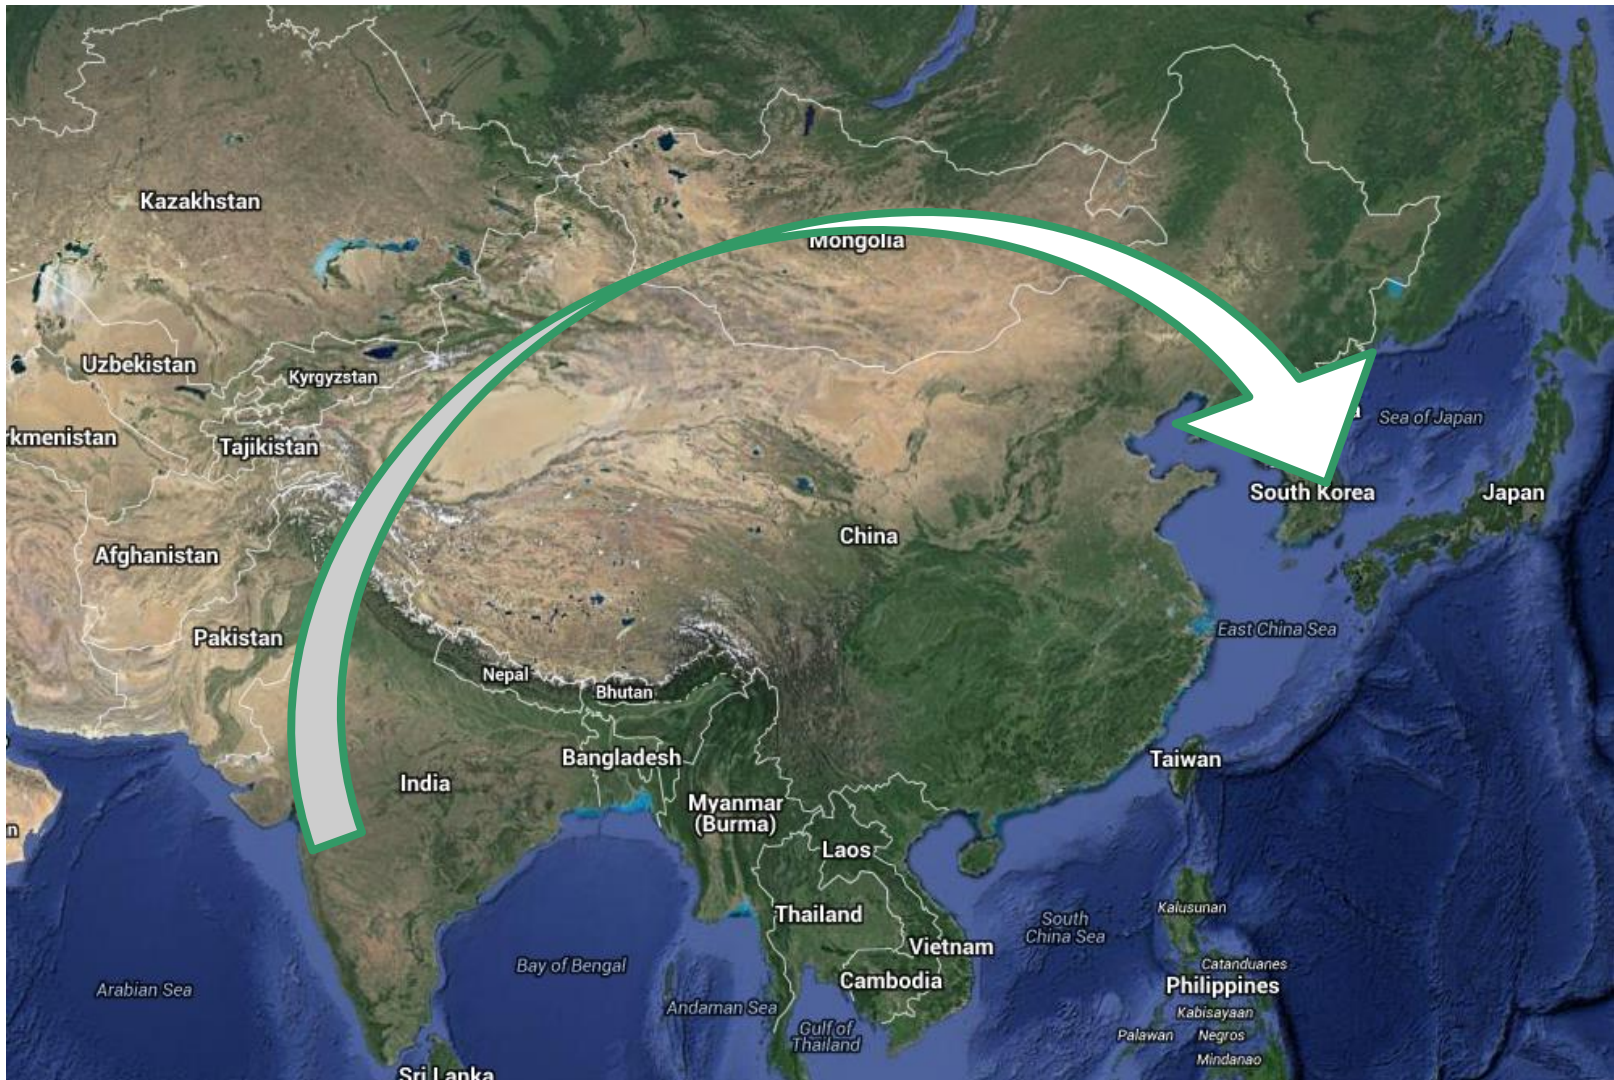 Kazakhstan
Mongolia
Uzbekistan
Kyrgyzstan
rkmenistan
Tajikistan
Sea of Japan
South Korea
Japan
China
Afghanistan
Pakistan
East China Sea
Nepal
Bhutan
Bangladesh
Taiwan
India
Myanmar
(Burma)
Laos
Thailand
Kalusunan
South
China Sea
Vietnam
Bay of Bengal
Catanduanes
Cambodia
Philippines
Arabian Sea
Andaman Sea
Kabisayaan
Gulf of
Thailand
Palawan
Negros
Mindanao
Sri Lanka